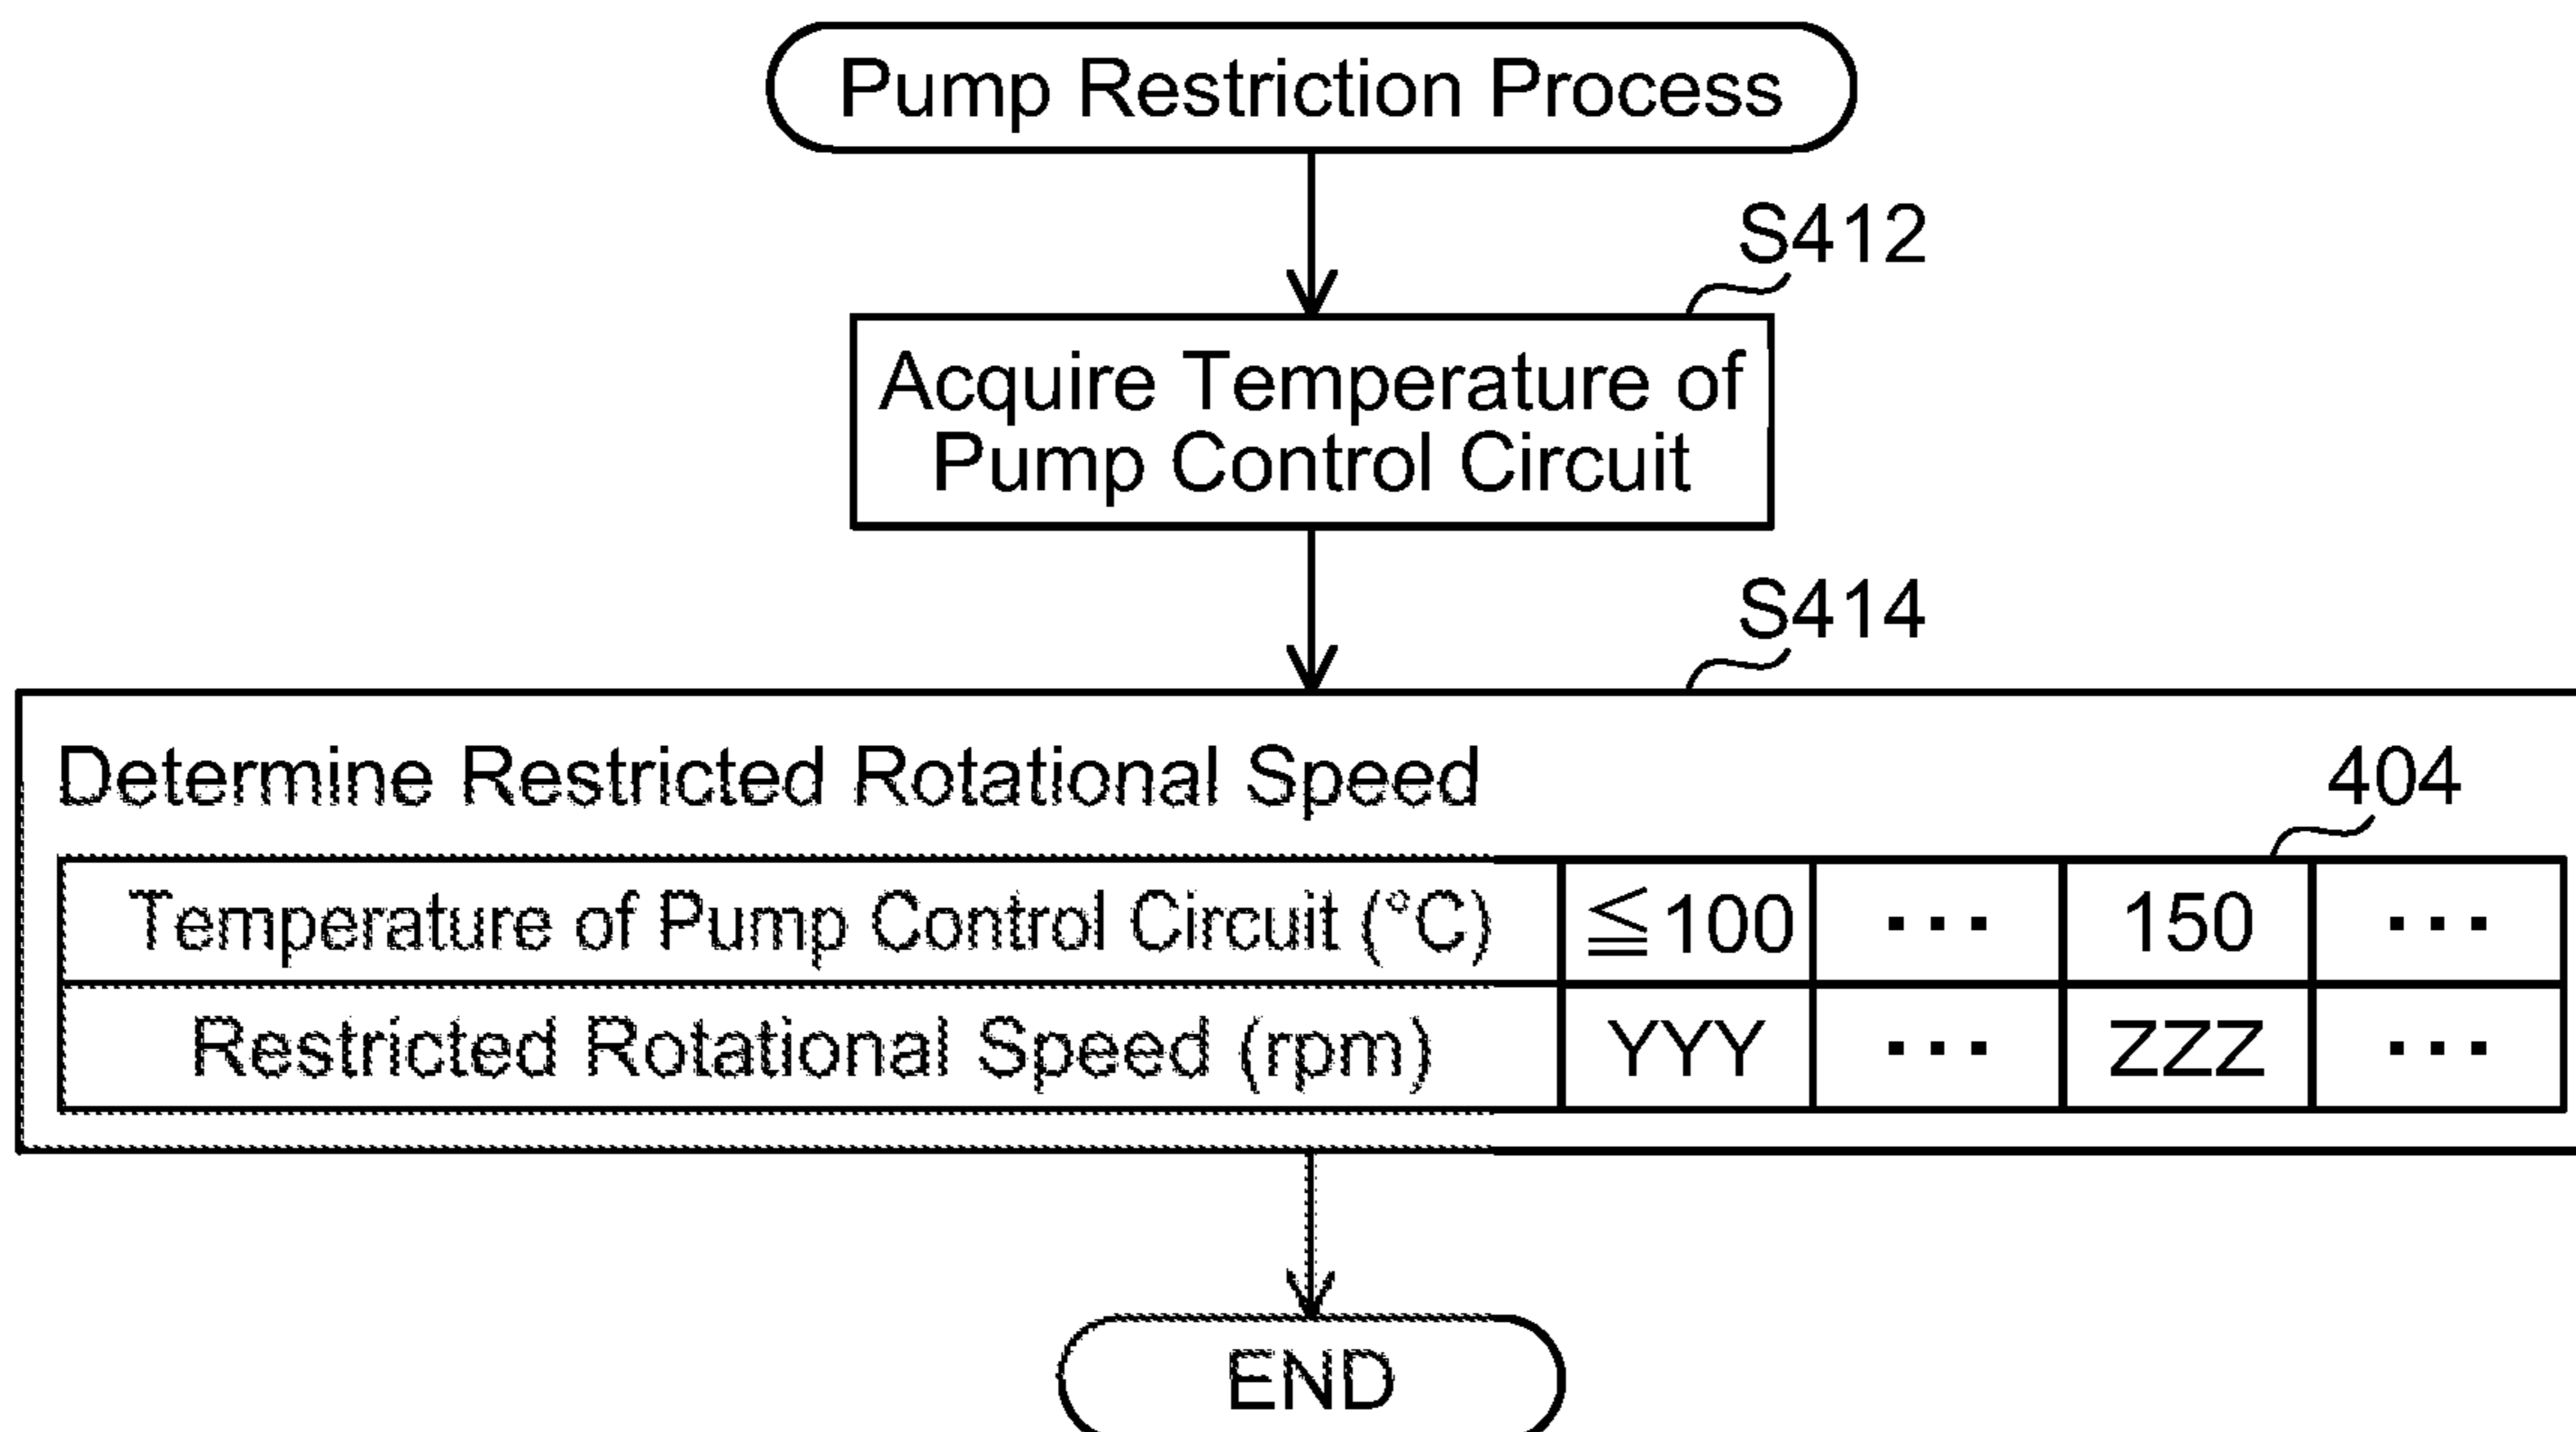 Pump Restriction Process
S412
Acquire Temperature of
Pump Control Circuit
S414
Determine Restricted Rotational Speed
404
Temperature of Pump Control Circuit (°C) ≦100 ··· 150 ···
Restricted Rotational Speed (rpm) YYY ··· ZZZ ···
END